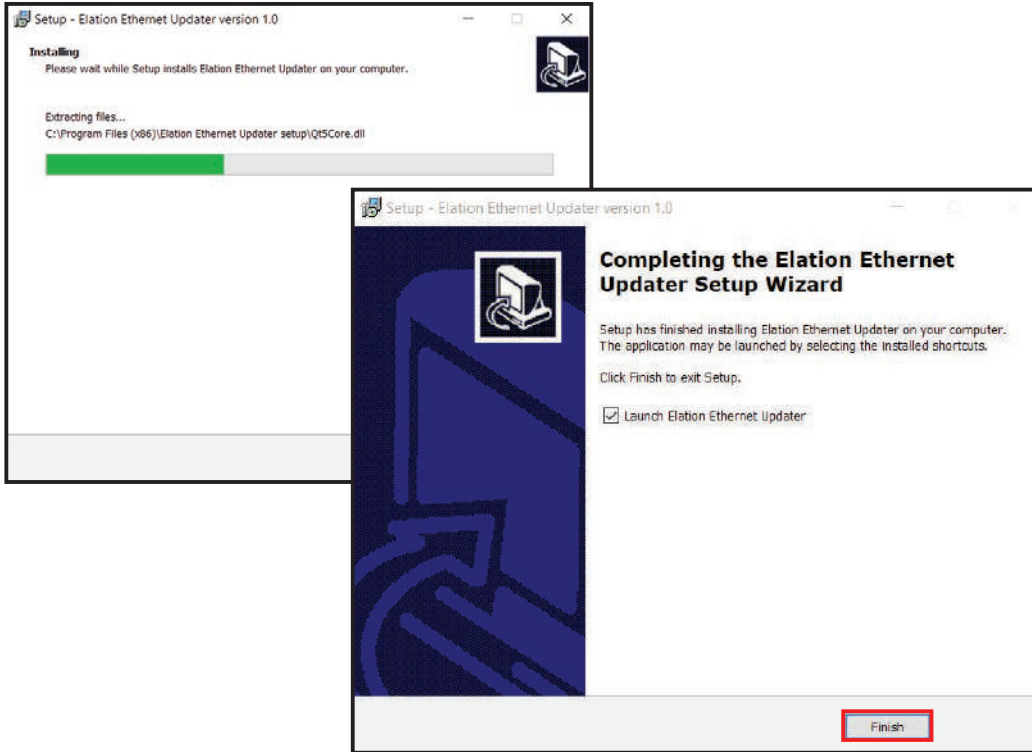 Setup - Elation Ethernet Updater version 1.0
Installing
Please wait while Setup installs Elation Ethernet Updater on your computer.
Extracting files...
C:\Program Files (x86)\Elation Ethernet Updater setup\Qt5Core.dll
Setup - Elation Ethernet Updater version 1.0
Completing the Elation Ethernet
Updater Setup Wizard
Setup has finished installing Elation Ethernet Updater on your computer.
The application may be launched by selecting the installed shortcuts.
Click Finish to exit Setup.
Launch Elation Ethernet Updater
Finish